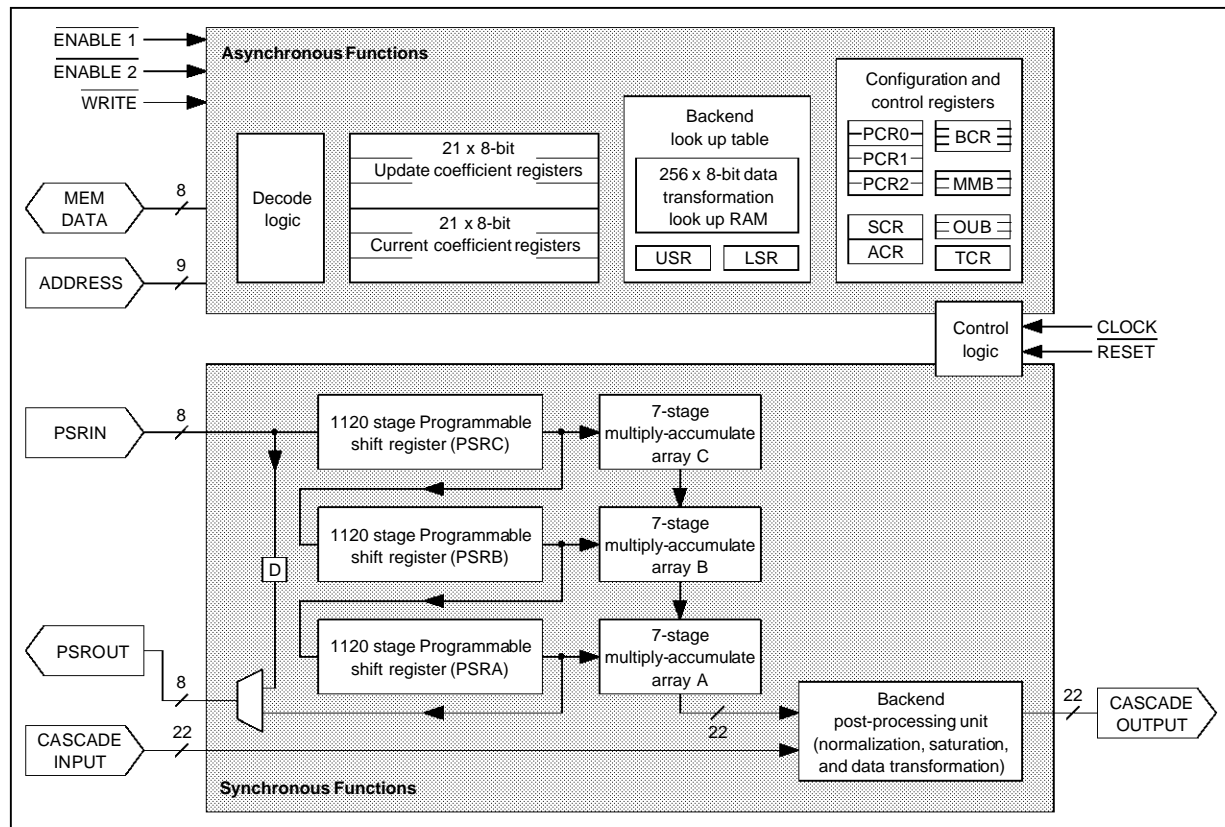 ENABLE 1
ENABLE 2
WRITE
MEM
DATA
8
ADDRESS
9
Asynchronous Functions
Decode
logic
21 x 8-bit
Update coefficient registers
21 x 8-bit
Current coefficient registers
Backend
look up table
256 x 8-bit data
transformation
look up RAM
USR
LSR
Configuration and
control registers
PCR0
PCR1
PCR2
SCR
ACR
BCR
MMB
OUB
TCR
Control
logic
CLOCK
RESET
PSRIN
8
1120 stage Programmable
shift register (PSRC)
7-stage
multiply-accumulate
array C
1120 stage Programmable
shift register (PSRB)
7-stage
multiply-accumulate
array B
D
1120 stage Programmable
shift register (PSRA)
7-stage
multiply-accumulate
array A
PSROUT
8
CASCADE
INPUT
22
22
Backend
post-processing unit
(normalization, saturation,
and data transformation)
22
CASCADE
OUTPUT
Synchronous Functions